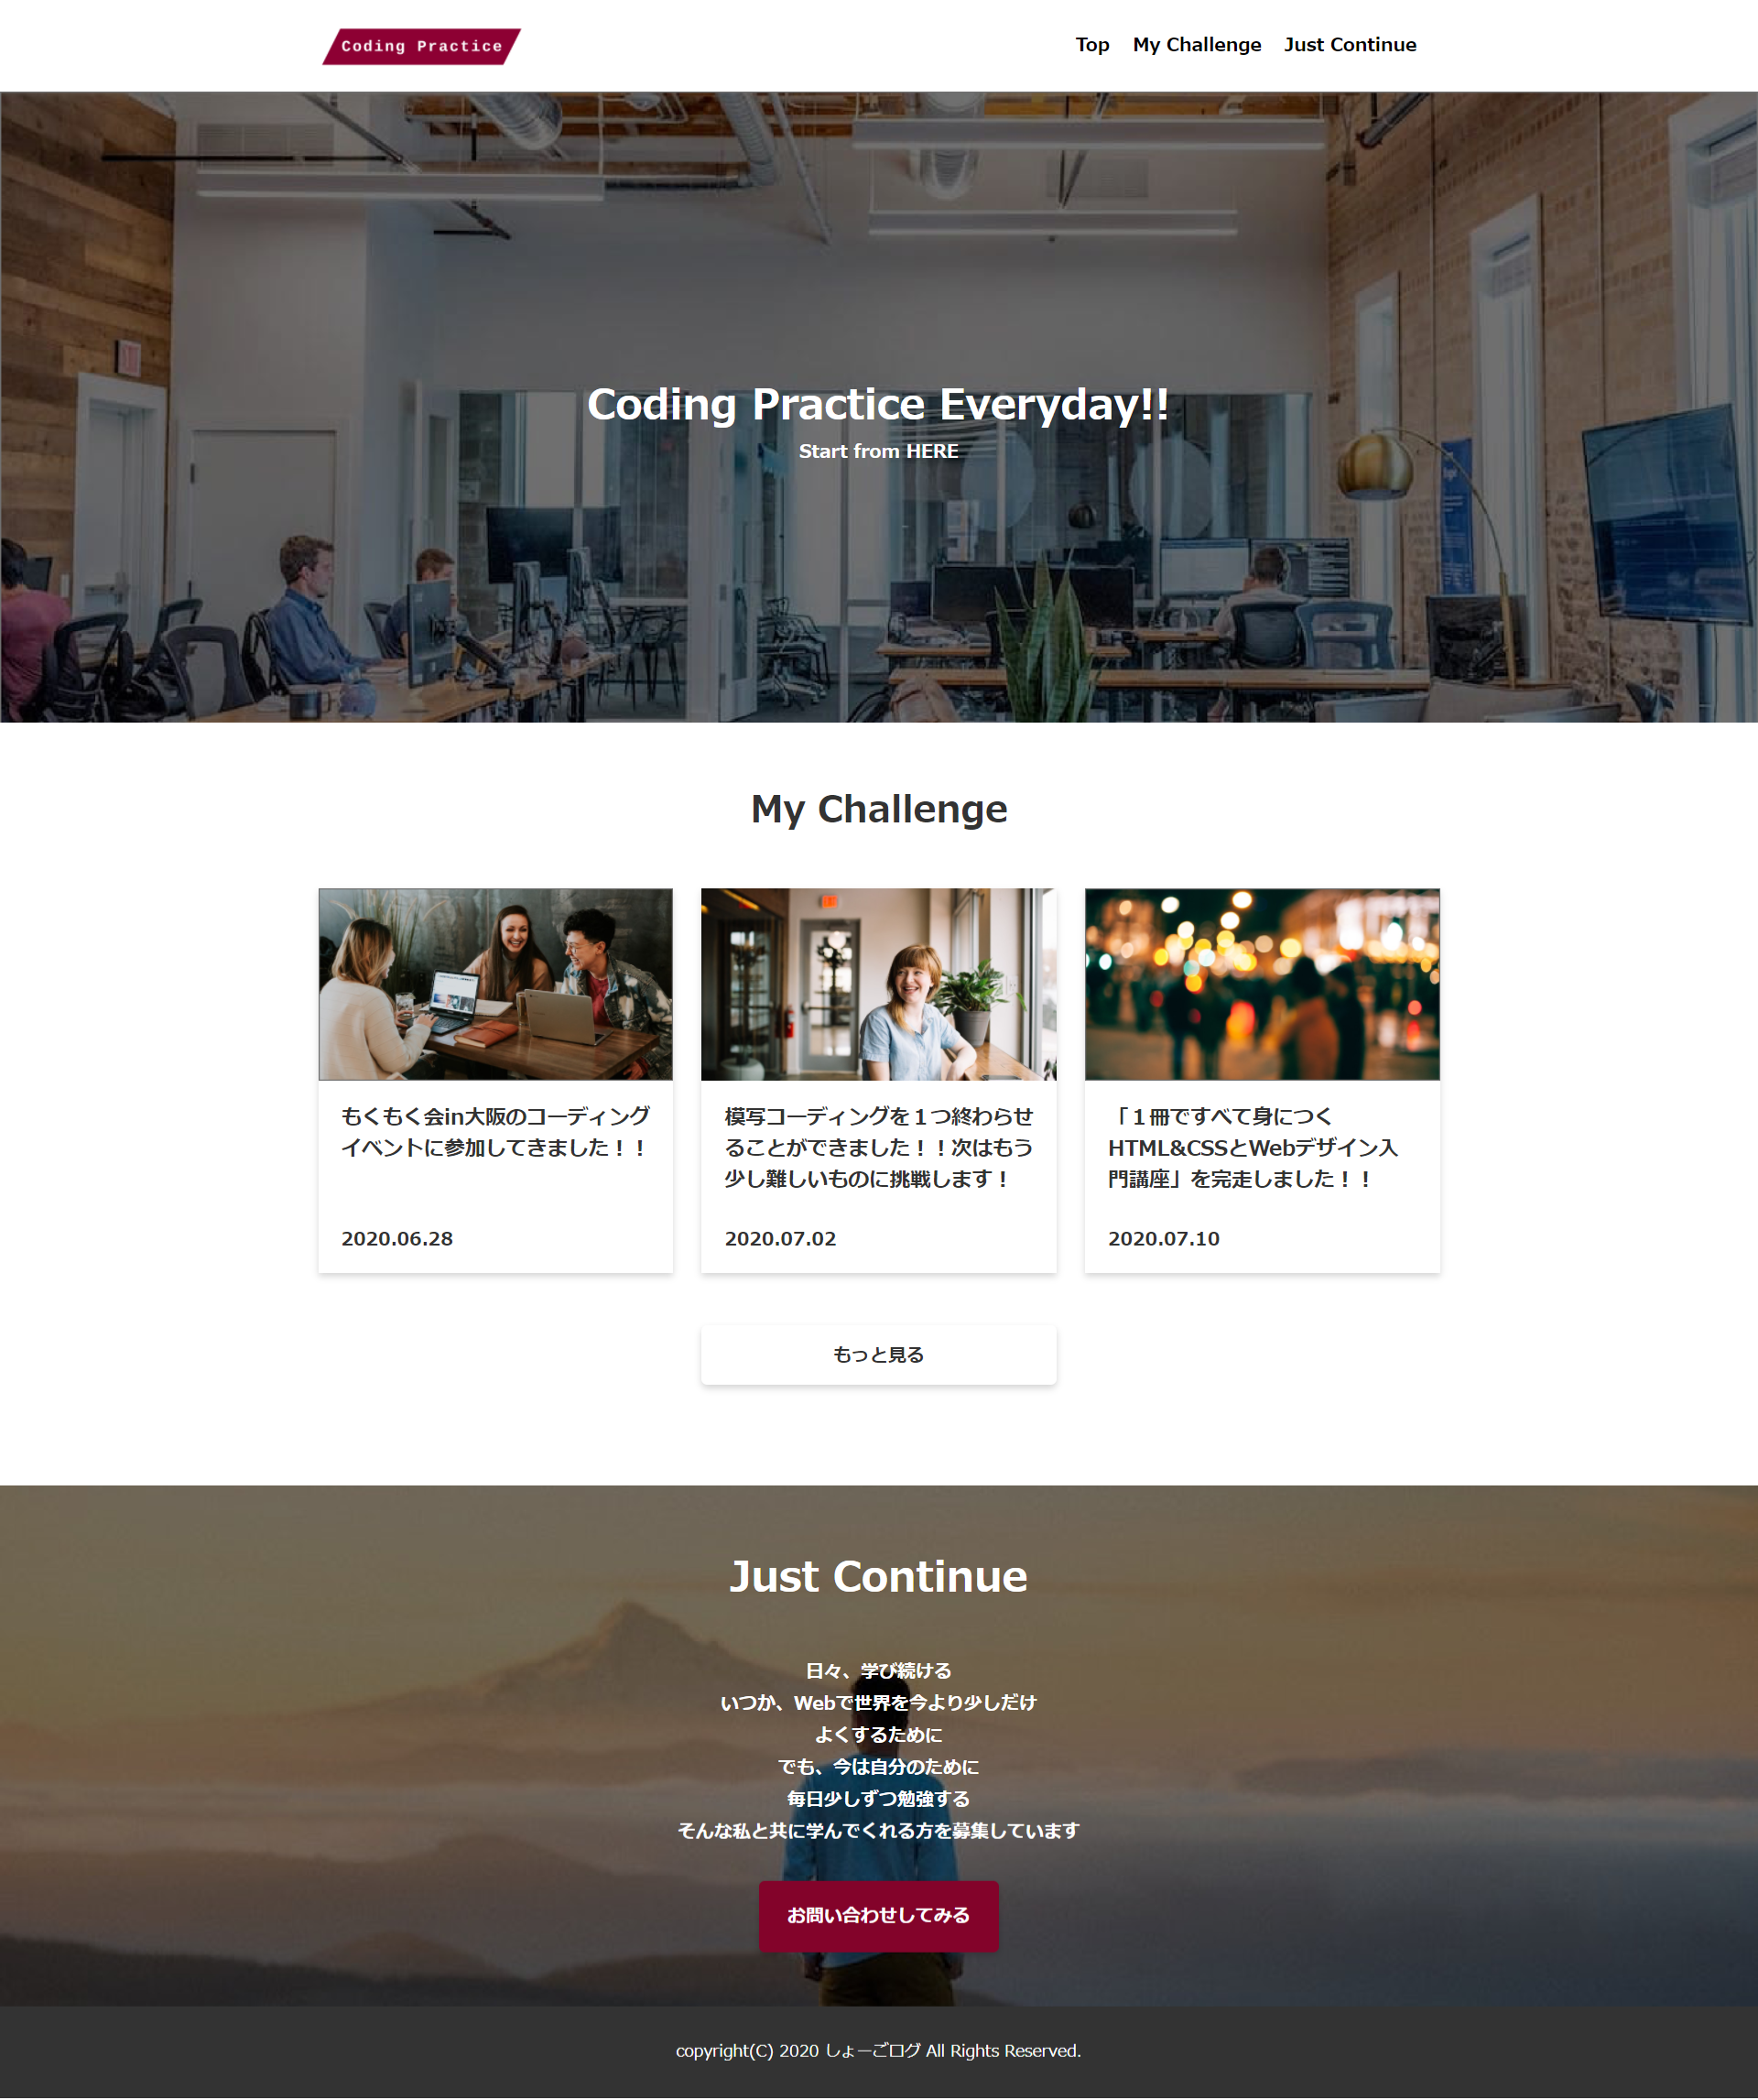 Coding Practice
Top My Challenge Just Continue
Coding Practice Everyday!!
Start from HERE
My Challenge
もくもく会in大阪のコーディング
イベントに参加してきました！！
2020.06.28
模写コーディングを１つ終わらせ
ることができました！！次はもう
少し難しいものに挑戦します！
2020.07.02
「１冊ですべて身につく
HTML&CSSとWebデザイン入
門講座」を完走しました！！
2020.07.10
もっと見る
Just Continue
日々、学び続ける
いつか、Webで世界を今より少しだけ
よくするために
でも、今は自分のために
毎日少しずつ勉強する
そんな私と共に学んでくれる方を募集しています
お問い合わせしてみる
copyright(C) 2020 しょーごログ All Rights Reserved.